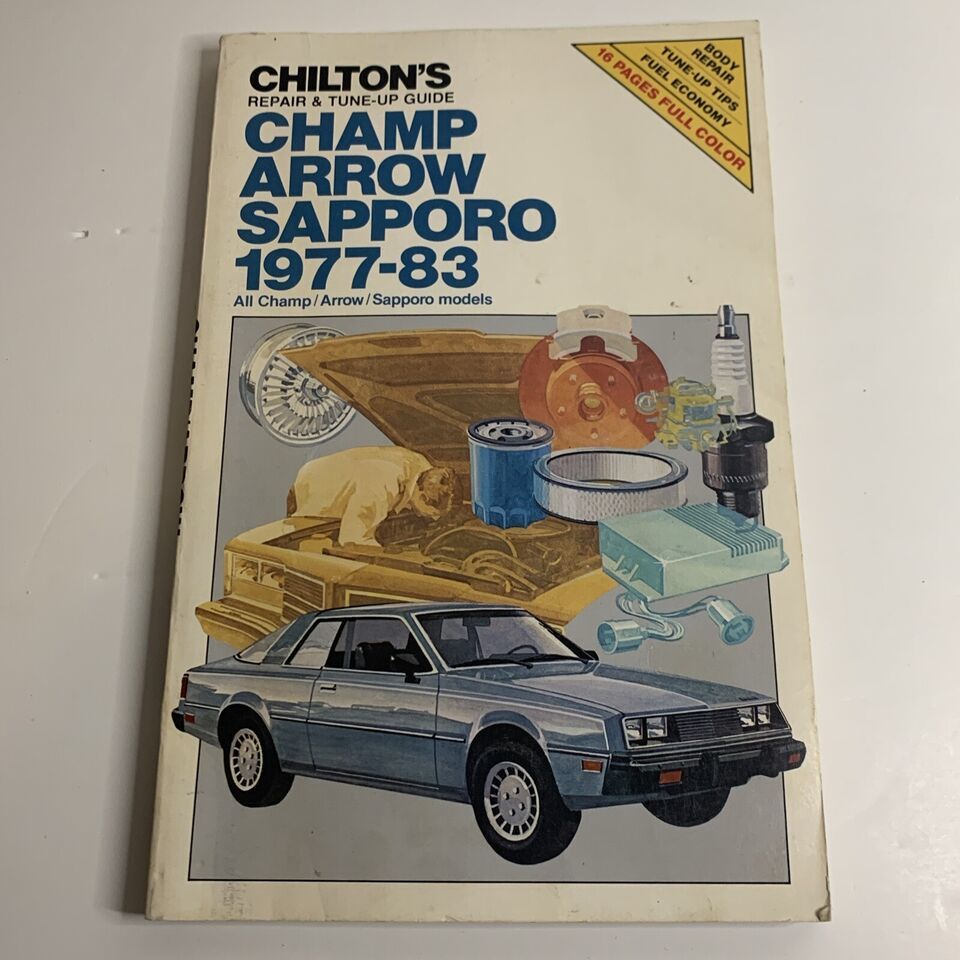 CHILTON'S
REPAIR & TUNE-UP GUIDE
CHAMP
ARROW
SAPPORO
1977-83
All Champ/Arrow/Sapporo models
BODY
REPAIR
TUNE-UP TIPS
FUEL ECONOMY
16 PAGES FULL COLOR